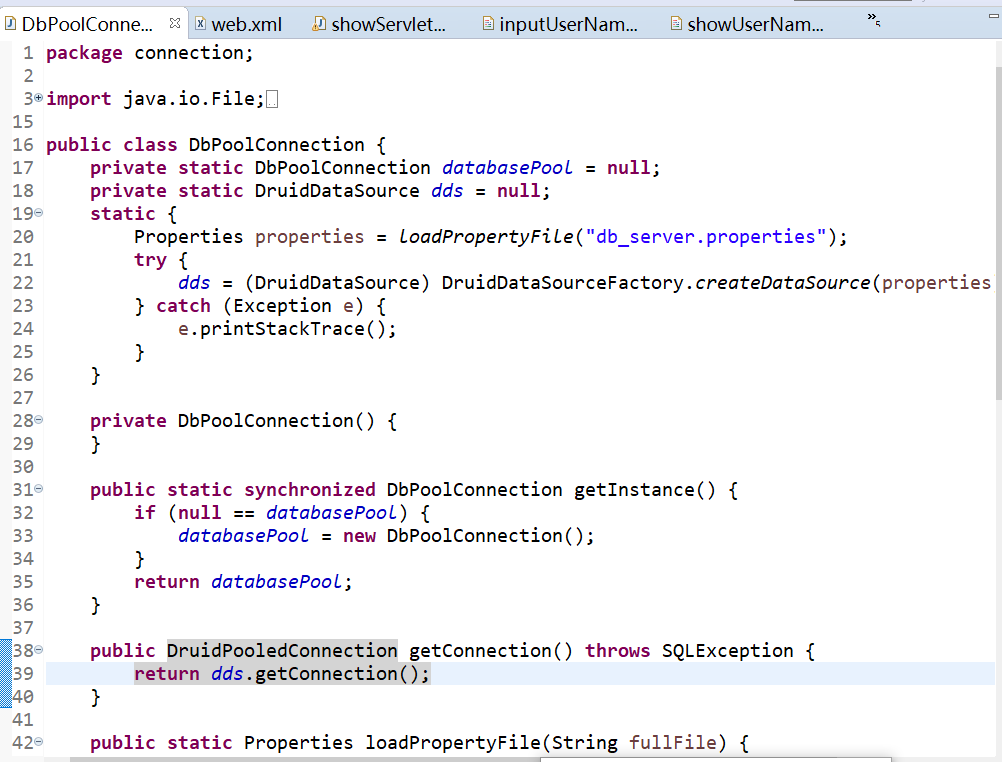 DbPoolConne... web.xml showServlet... inputUserNam... showUserNam... »5
1 package connection;
2
3 import java.io.File;
15
16 public class DbPoolConnection {
17     private static DbPoolConnection databasePool = null;
18     private static DruidDataSource dds = null;
19     static {
20         Properties properties = loadPropertyFile("db_server.properties");
21         try {
22             dds = (DruidDataSource) DruidDataSourceFactory.createDataSource(properties
23         } catch (Exception e) {
24             e.printStackTrace();
25         }
26     }
27
28     private DbPoolConnection() {
29     }
30
31     public static synchronized DbPoolConnection getInstance() {
32         if (null == databasePool) {
33             databasePool = new DbPoolConnection();
34         }
35         return databasePool;
36     }
37
38     public DruidPooledConnection getConnection() throws SQLException {
39         return dds.getConnection();
40     }
41
42     public static Properties loadPropertyFile(String fullFile) {